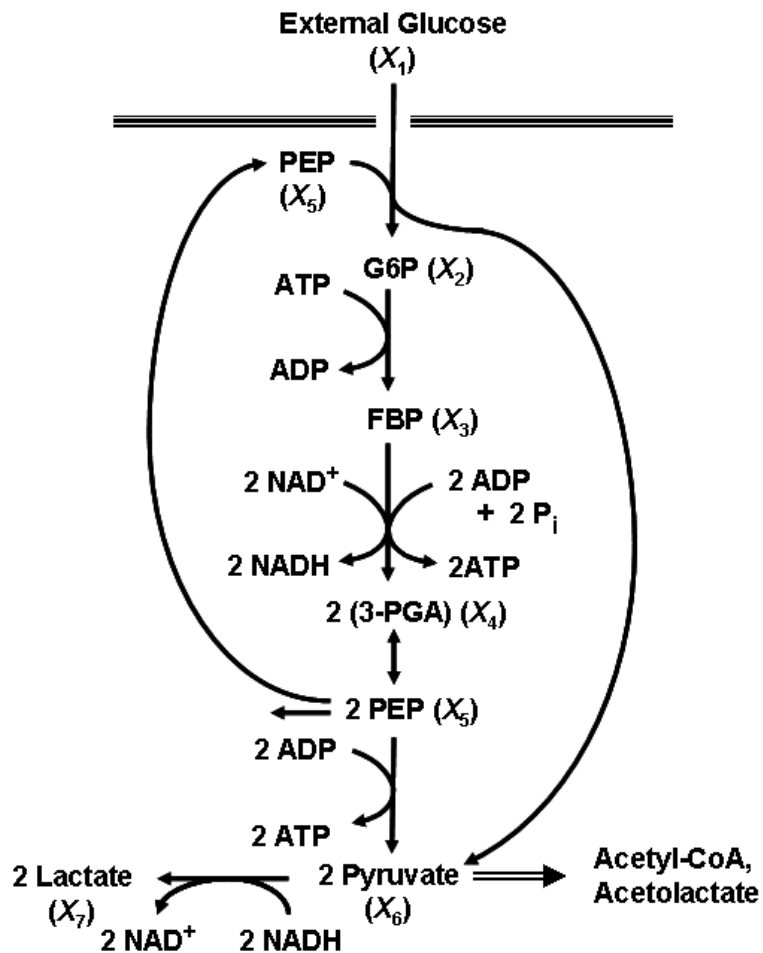 External Glucose
(X₁)
PEP
(X₅)
G6P (X₂)
ATP
ADP
FBP (X₃)
2 NAD⁺
2 ADP
+ 2 Pᵢ
2 NADH
2ATP
2 (3-PGA) (X₄)
2 PEP (X₅)
2 ADP
2 ATP
2 Lactate
(X₇)
2 Pyruvate
(X₆)
Acetyl-CoA,
Acetolactate
2 NAD⁺
2 NADH